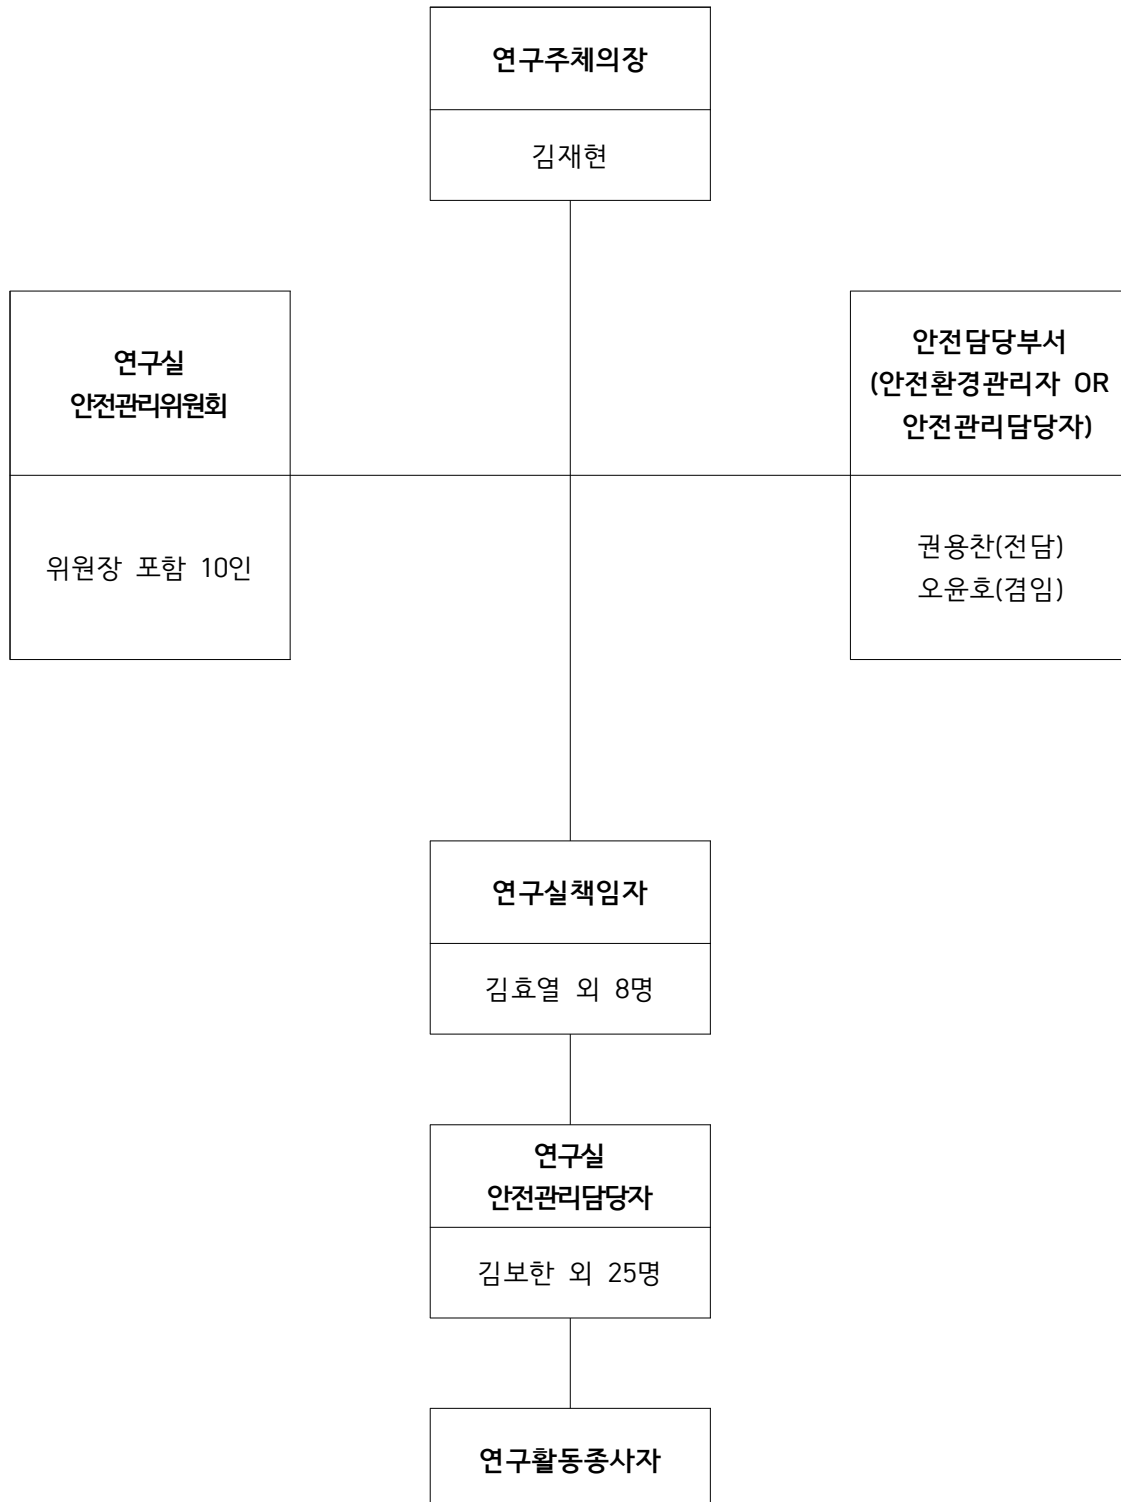 연구주체의장
김재현
연구실
안전관리위원회
위원장 포함 10인
안전담당부서
(안전환경관리자 OR
안전관리담당자)
권용찬(전담)
오윤호(겸임)
연구실책임자
김효열 외 8명
연구실
안전관리담당자
김보한 외 25명
연구활동종사자